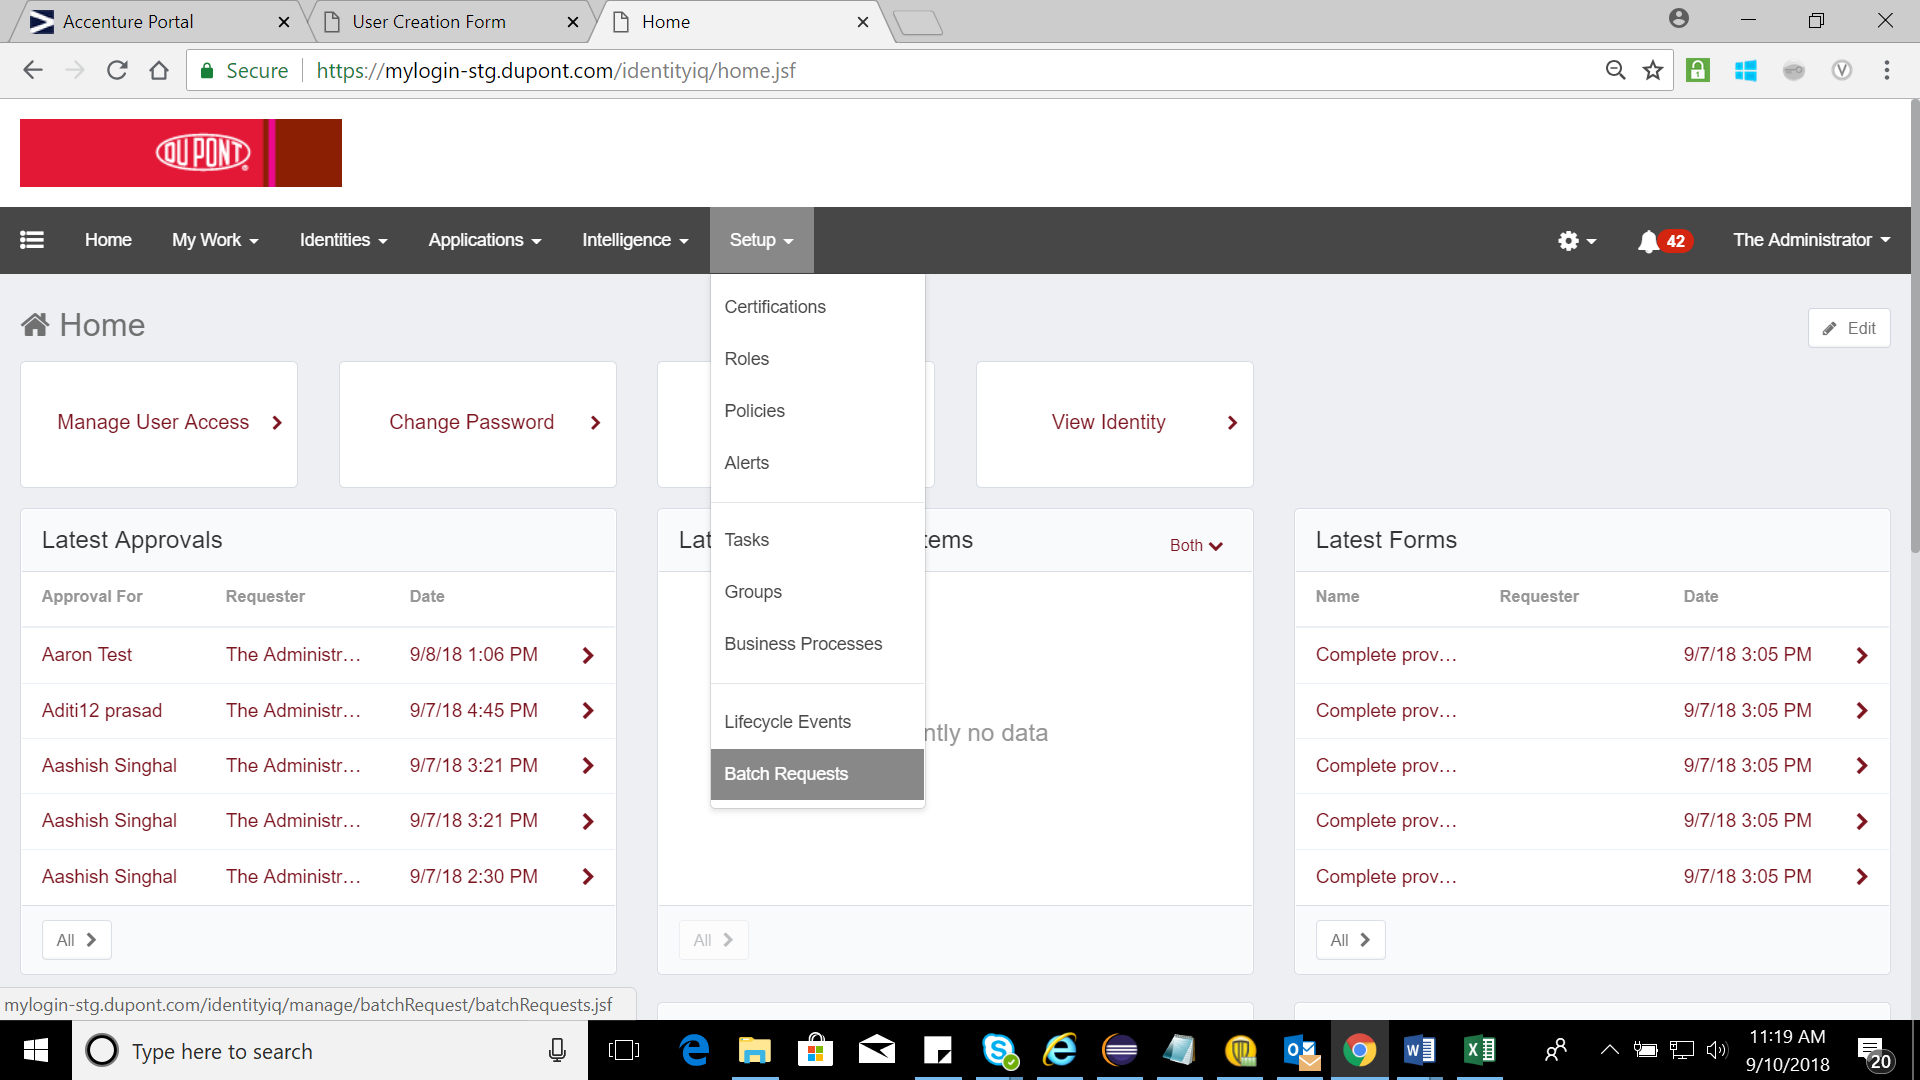 Accenture Portal
User Creation Form
Home
Secure
https://mylogin-stg.dupont.com/identityiq/home.jsf
DU PONT
Home
My Work
Identities
Applications
Intelligence
Setup
42
The Administrator
Home
Edit
Manage User Access
Change Password
View Identity
Certifications
Roles
Policies
Alerts
Tasks
Groups
Business Processes
Lifecycle Events
Batch Requests
Latest Approvals
Approval For Requester Date
Aaron Test The Administr... 9/8/18 1:06 PM
Aditi12 prasad The Administr... 9/7/18 4:45 PM
Aashish Singhal The Administr... 9/7/18 3:21 PM
Aashish Singhal The Administr... 9/7/18 3:21 PM
Aashish Singhal The Administr... 9/7/18 2:30 PM
All
Both
no data
All
Latest Forms
Name Requester Date
Complete prov... 9/7/18 3:05 PM
Complete prov... 9/7/18 3:05 PM
Complete prov... 9/7/18 3:05 PM
Complete prov... 9/7/18 3:05 PM
Complete prov... 9/7/18 3:05 PM
All
mylogin-stg.dupont.com/identityiq/manage/batchRequest/batchRequests.jsf
Type here to search
11:19 AM
9/10/2018
20